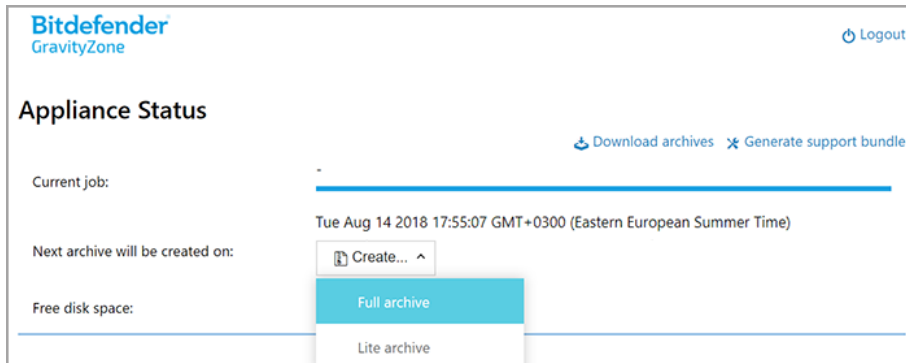 Bitdefender
GravityZone
Logout
Appliance Status
Download archives Generate support bundle
Current job:
-
Tue Aug 14 2018 17:55:07 GMT+0300 (Eastern European Summer Time)
Next archive will be created on:
Create...
Full archive
Free disk space:
Lite archive